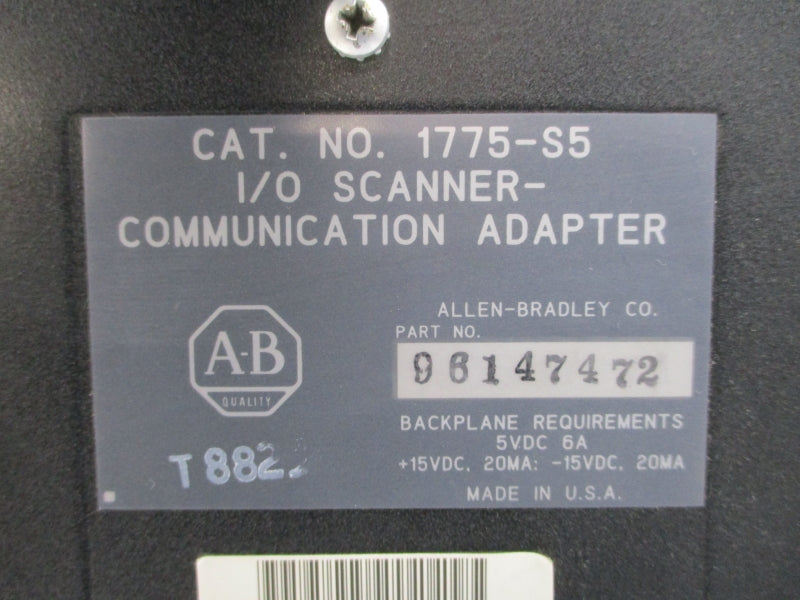 CAT. NO. 1775-S5
I/O SCANNER-
COMMUNICATION ADAPTER
ALLEN-BRADLEY CO.
PART NO.
96147472
A-B
QUALITY
BACKPLANE REQUIREMENTS
5VDC 6A
+15VDC, 20MA: -15VDC, 20MA
MADE IN U.S.A.